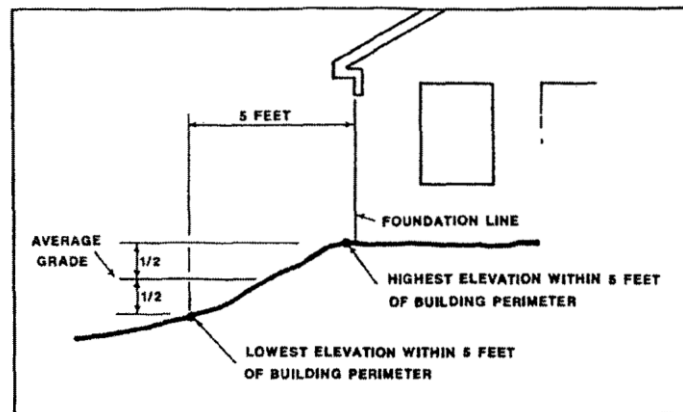 5 FEET
FOUNDATION LINE
AVERAGE
GRADE
1/2
1/2
HIGHEST ELEVATION WITHIN 5 FEET
OF BUILDING PERIMETER
LOWEST ELEVATION WITHIN 5 FEET
OF BUILDING PERIMETER